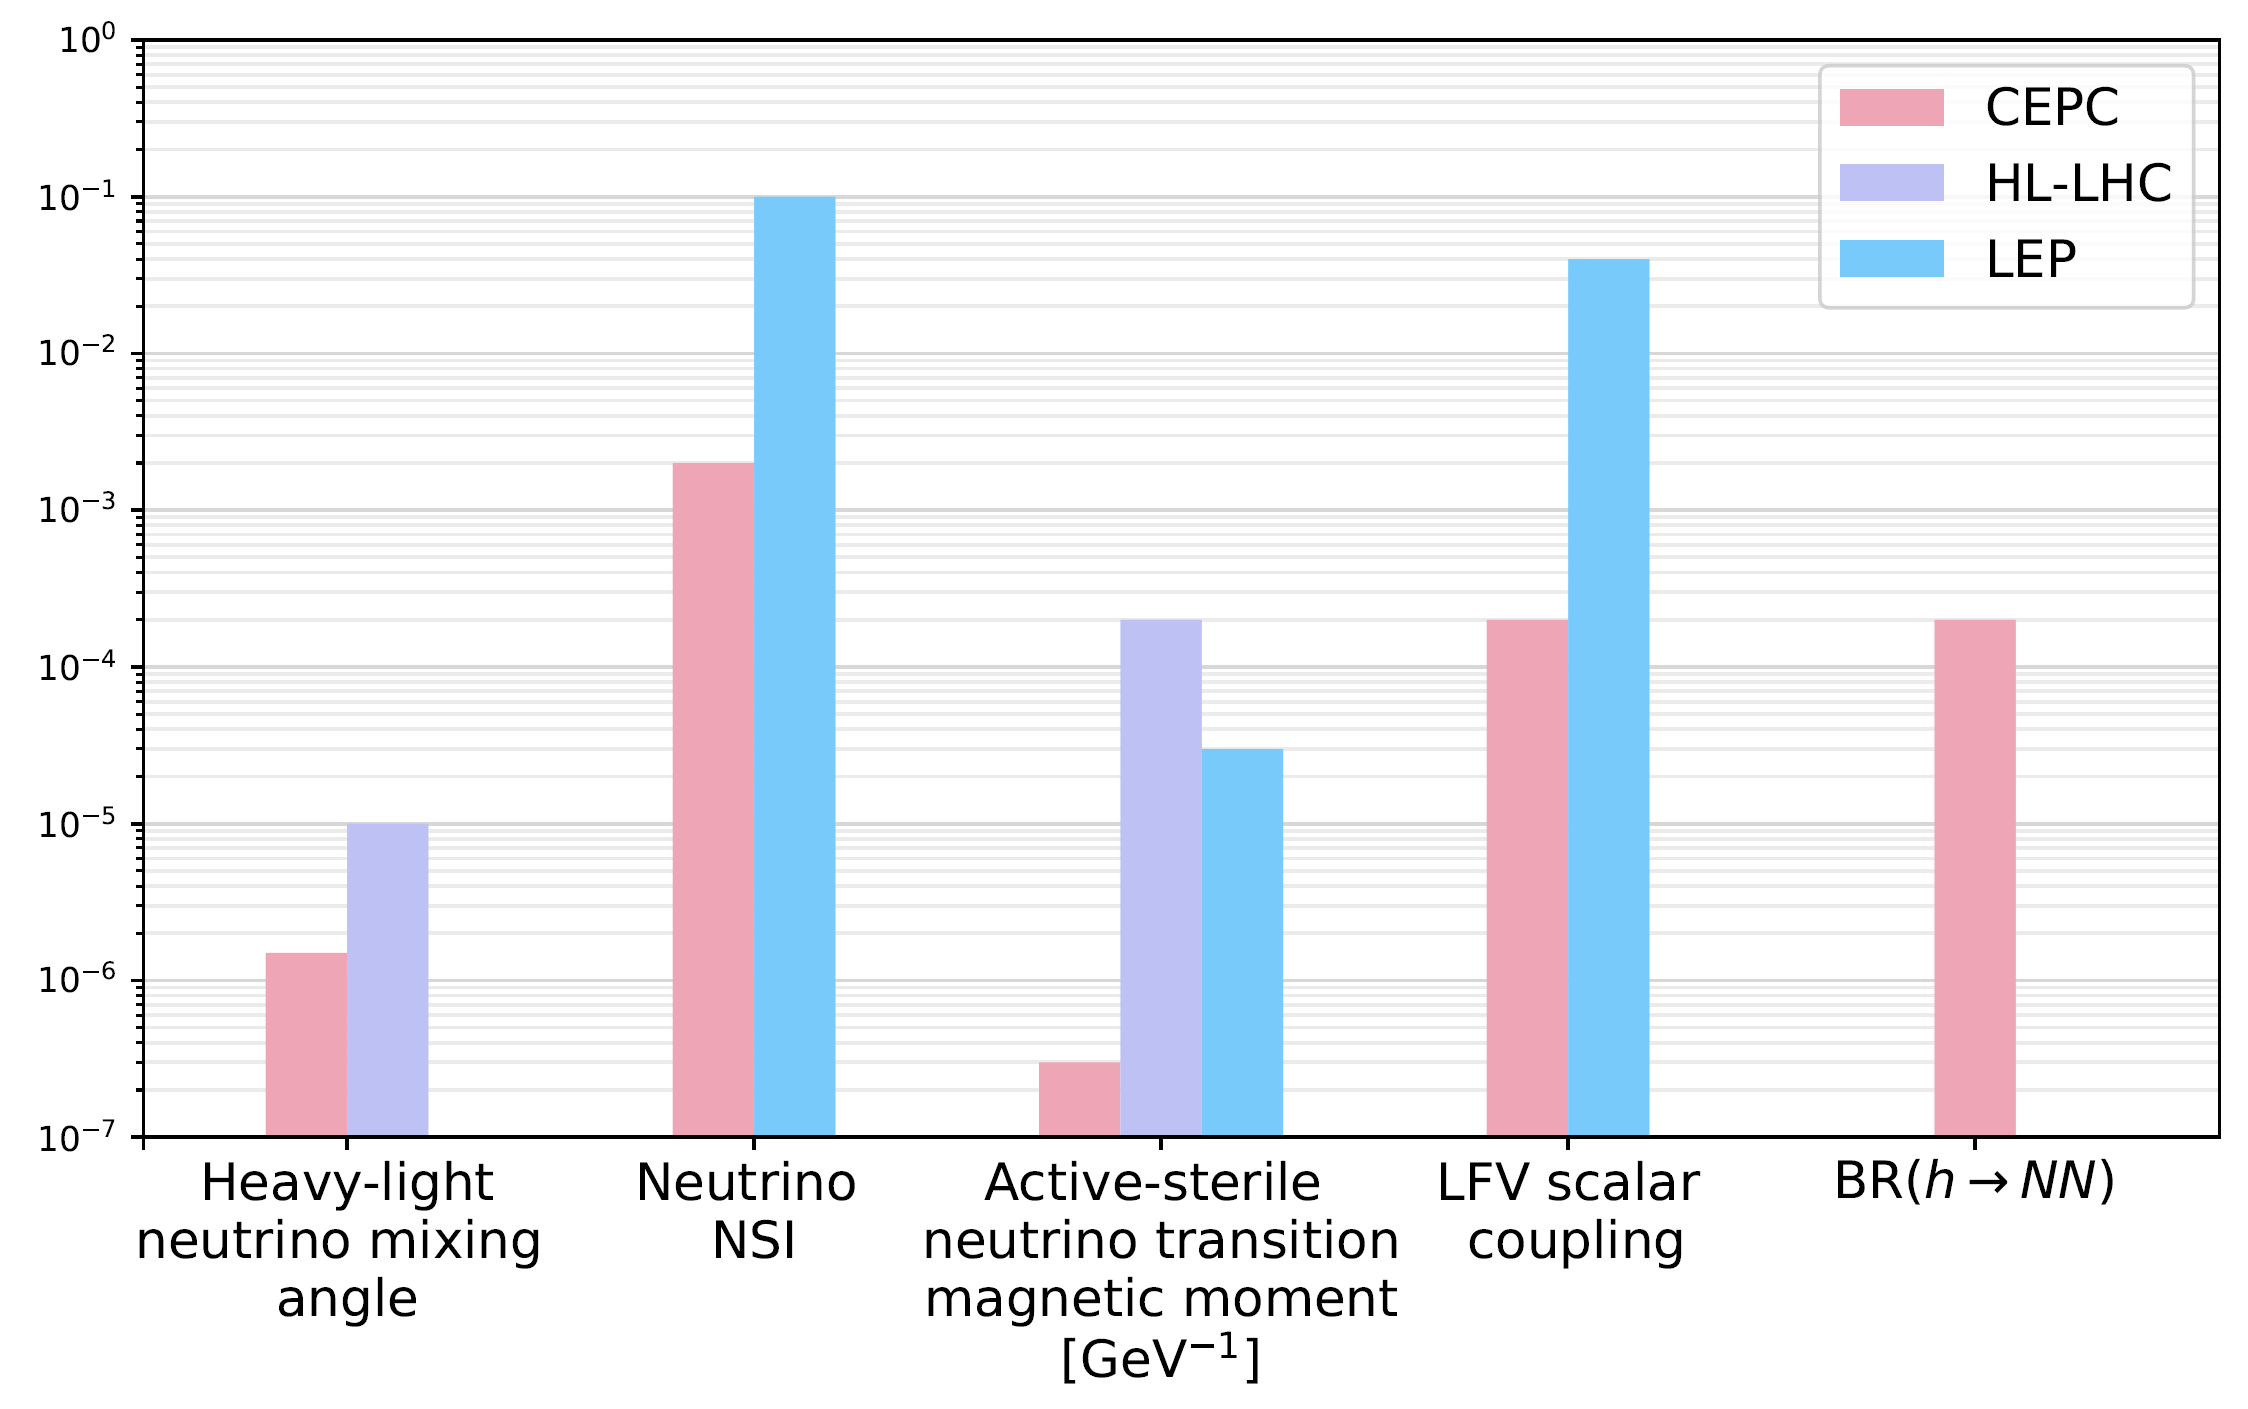 10⁰
10⁻¹
10⁻²
10⁻³
10⁻⁴
10⁻⁵
10⁻⁶
10⁻⁷
CEPC
HL-LHC
LEP
Heavy-light
neutrino mixing
angle
Neutrino
NSI
Active-sterile
neutrino transition
magnetic moment
[GeV⁻¹]
LFV scalar
coupling
BR(h → NN)